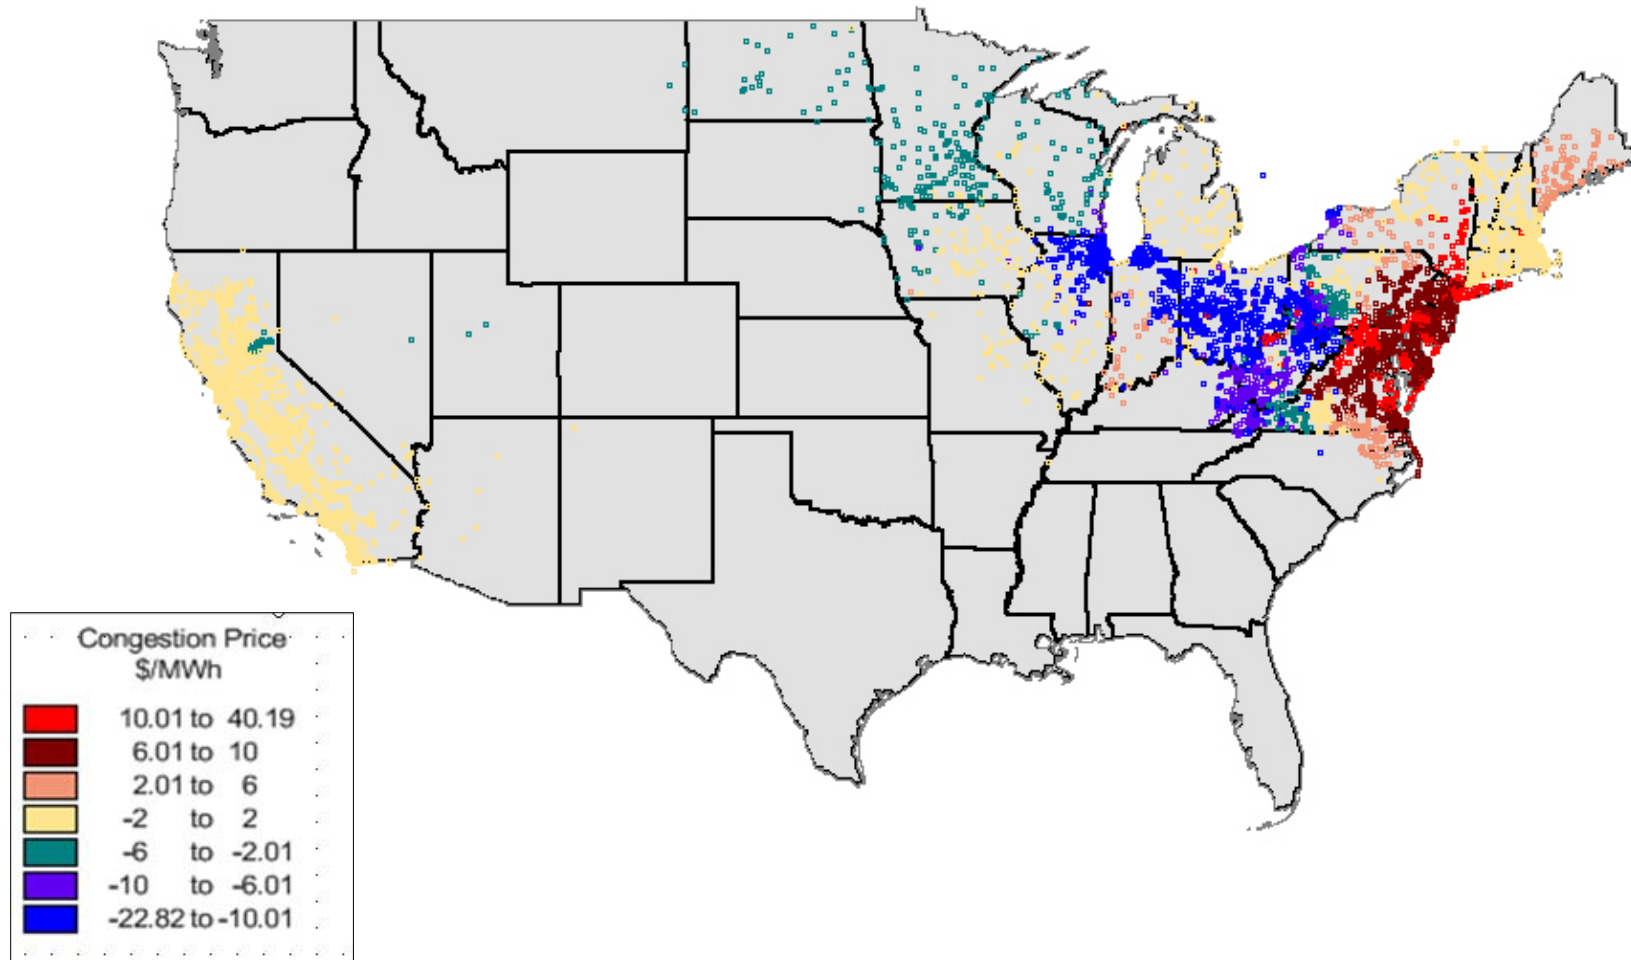 Congestion Price
$/MWh
10.01 to 40.19
6.01 to 10
2.01 to 6
-2 to 2
-6 to -2.01
-10 to -6.01
-22.82 to -10.01